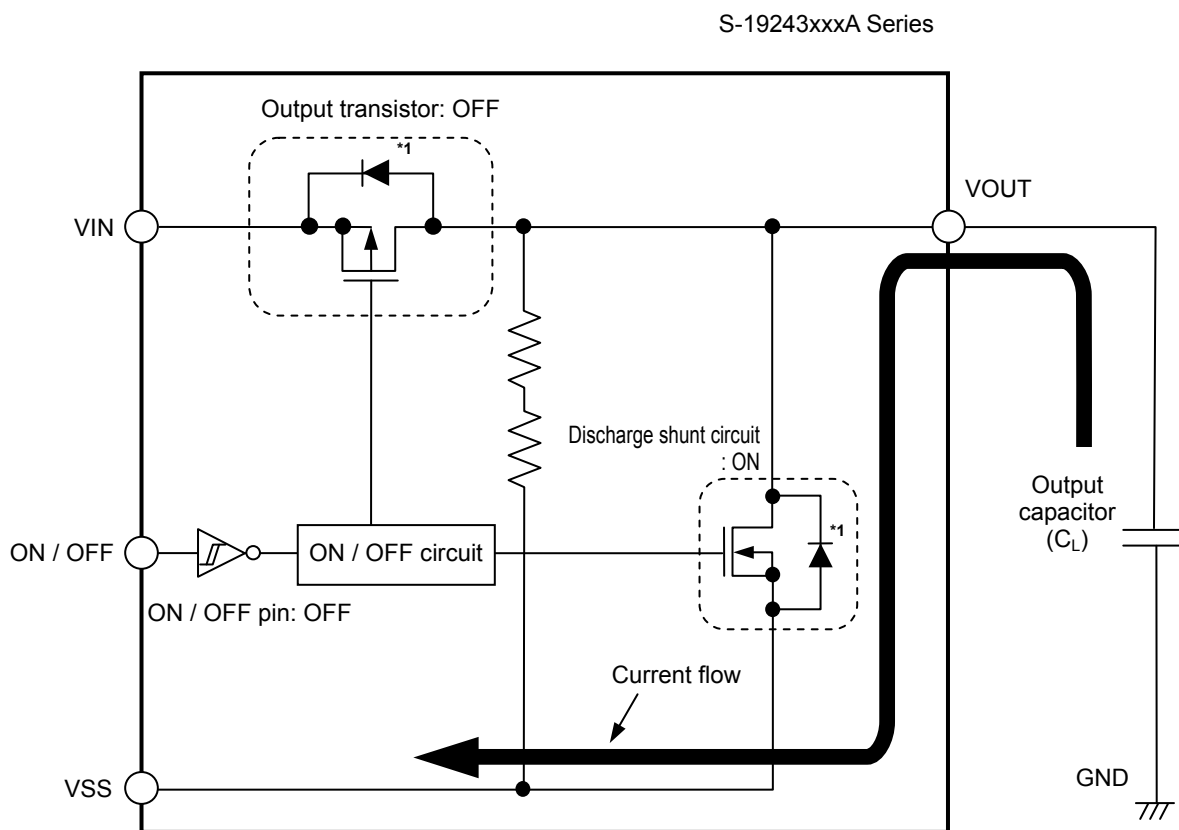 S-19243xxxA Series
Output transistor: OFF
*1
VOUT
VIN
Discharge shunt circuit
: ON
*1
Output
capacitor
(CL)
ON / OFF
ON / OFF circuit
ON / OFF pin: OFF
Current flow
GND
VSS